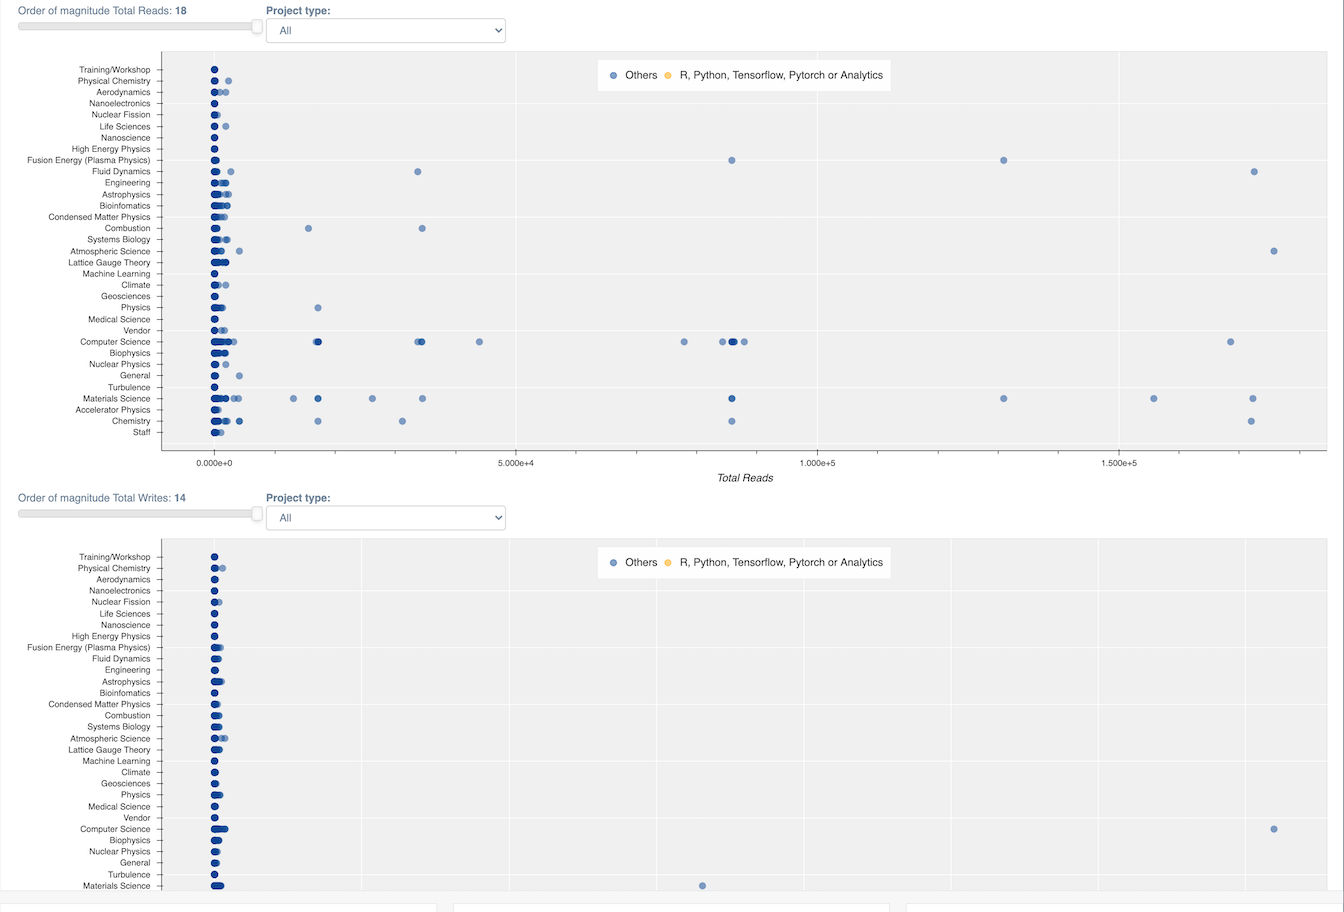 Order of magnitude Total Reads: 18
Project type:
All
Others
R, Python, Tensorflow, Pytorch or Analytics
Training/Workshop
Physical Chemistry
Aerodynamics
Nanoelectronics
Nuclear Fission
Life Sciences
Nanoscience
High Energy Physics
Fusion Energy (Plasma Physics)
Fluid Dynamics
Engineering
Astrophysics
Bioinfomatics
Condensed Matter Physics
Combustion
Systems Biology
Atmospheric Science
Lattice Gauge Theory
Machine Learning
Climate
Geosciences
Physics
Medical Science
Vendor
Computer Science
Biophysics
Nuclear Physics
General
Turbulence
Materials Science
Accelerator Physics
Chemistry
Staff
0.000e+0 5.000e+4 1.000e+5 1.500e+5
Total Reads
Order of magnitude Total Writes: 14
Project type:
All
Others
R, Python, Tensorflow, Pytorch or Analytics
Training/Workshop
Physical Chemistry
Aerodynamics
Nanoelectronics
Nuclear Fission
Life Sciences
Nanoscience
High Energy Physics
Fusion Energy (Plasma Physics)
Fluid Dynamics
Engineering
Astrophysics
Bioinfomatics
Condensed Matter Physics
Combustion
Systems Biology
Atmospheric Science
Lattice Gauge Theory
Machine Learning
Climate
Geosciences
Physics
Medical Science
Vendor
Computer Science
Biophysics
Nuclear Physics
General
Turbulence
Materials Science